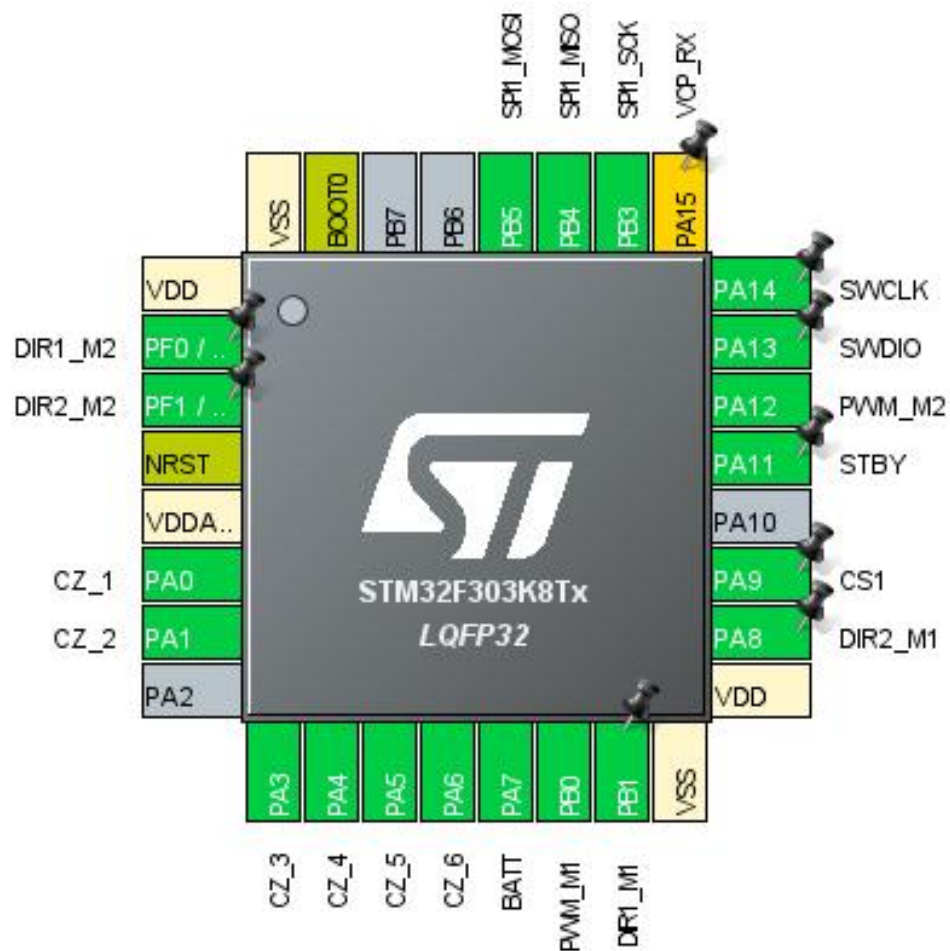 SPI1_MOSI
SPI1_MISO
SPI1_SCK
VCP_RX
VSS
BOOT0
PB7
PB6
PB5
PB4
PB3
PA15
VDD
DIR1_M2 PF0 / ..
DIR2_M2 PF1 / ..
NRST
VDDA..
CZ_1 PA0
CZ_2 PA1
PA2
PA14 SWCLK
PA13 SWDIO
PA12 PWM_M2
PA11 STBY
PA10
PA9 CS1
PA8 DIR2_M1
VDD
ST
STM32F303K8Tx
LQFP32
PA3
PA4
PA5
PA6
PA7
PB0
PB1
VSS
CZ_3
CZ_4
CZ_5
CZ_6
BATT
PWM_M1
DIR1_M1